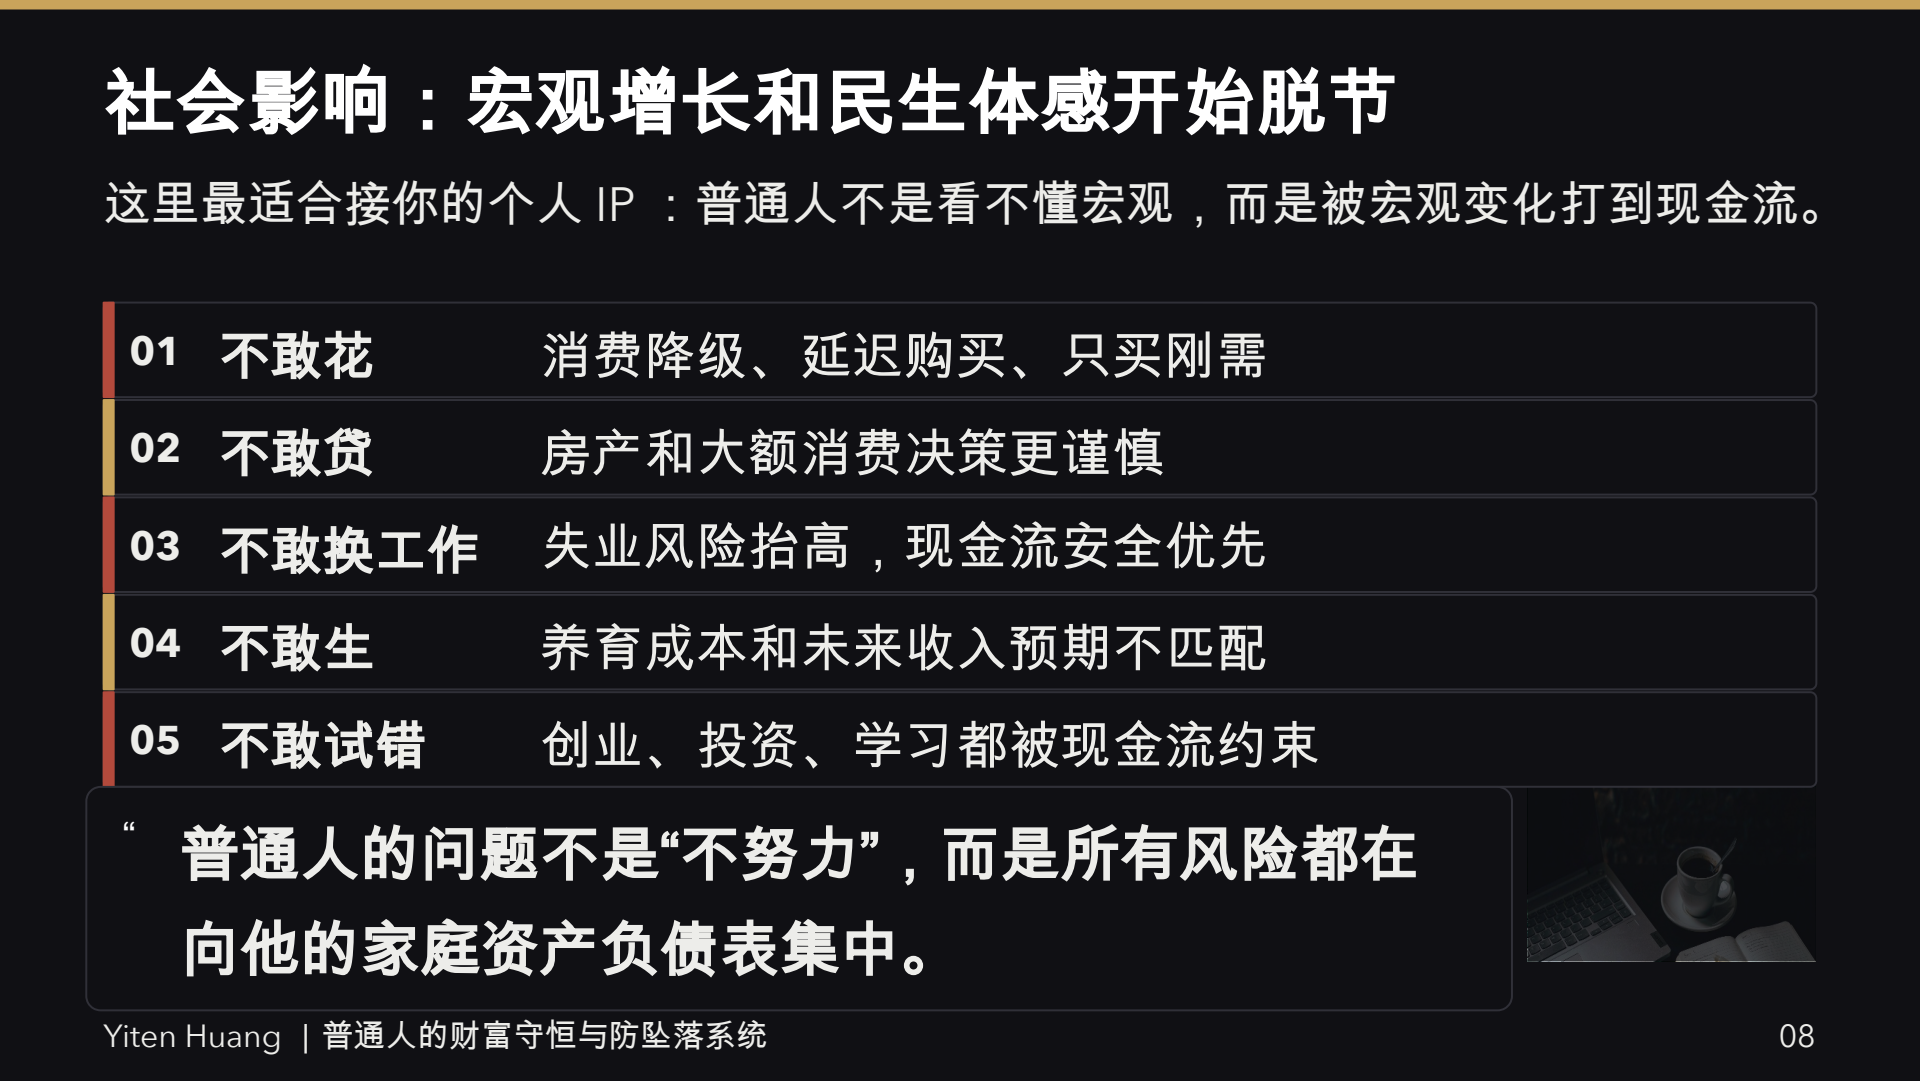 社会影响：宏观增长和民生体感开始脱节
这里最适合接你的个人 IP ：普通人不是看不懂宏观，而是被宏观变化打到现金流。
01 不敢花 消费降级、延迟购买、只买刚需
02 不敢贷 房产和大额消费决策更谨慎
03 不敢换工作 失业风险抬高，现金流安全优先
04 不敢生 养育成本和未来收入预期不匹配
05 不敢试错 创业、投资、学习都被现金流约束
“ 普通人的问题不是“不努力”，而是所有风险都在
向他的家庭资产负债表集中。
Yiten Huang ｜普通人的财富守恒与防坠落系统
08